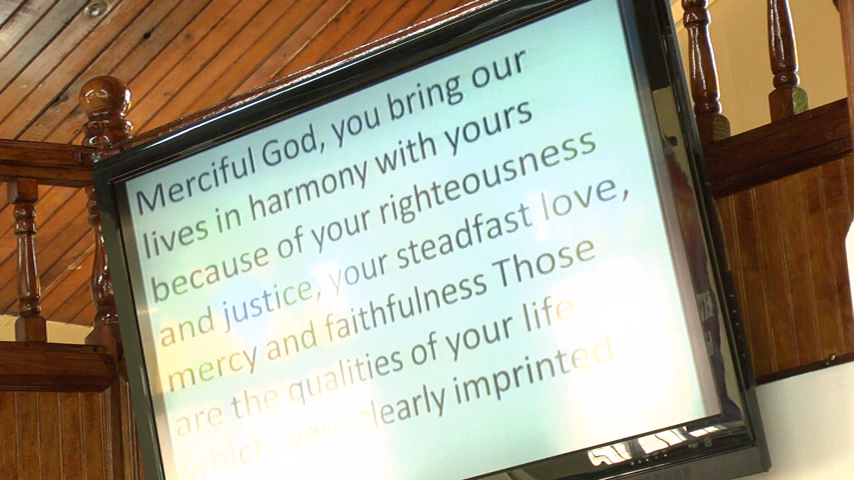 Merciful God, you bring our
lives in harmony with yours
because of your righteousness
and justice, your steadfast love,
mercy and faithfulness Those
are the qualities of your life
which were clearly imprinted